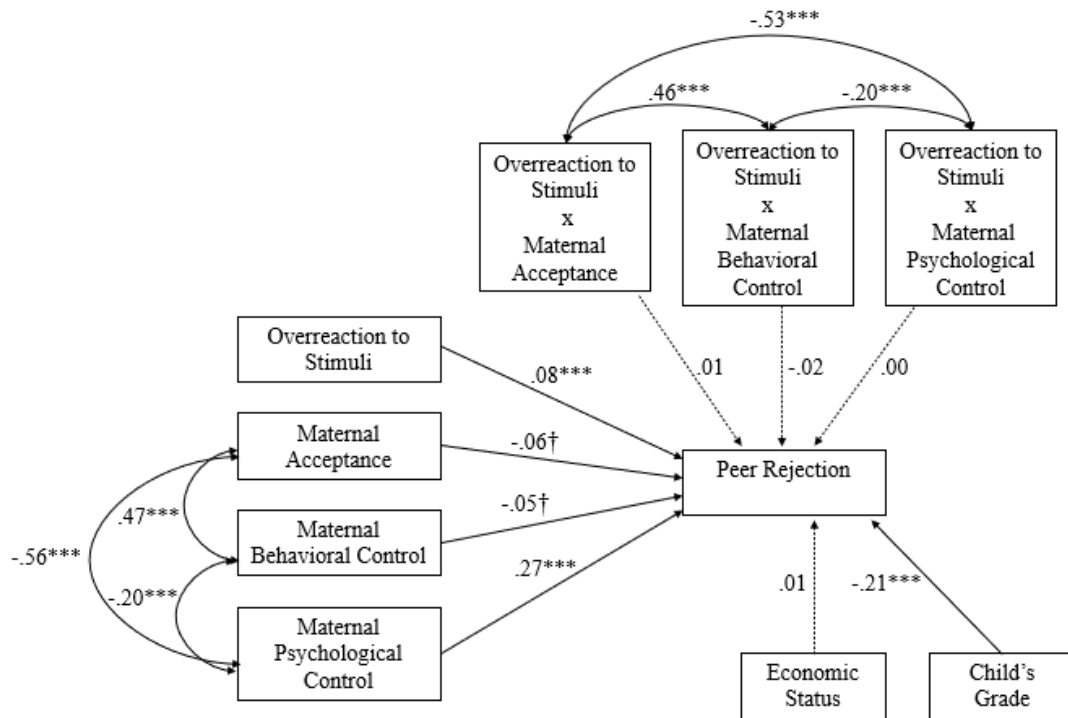 -.53***
.46***
-.20***
Overreaction to
Stimuli
x
Maternal
Acceptance
Overreaction to
Stimuli
x
Maternal
Behavioral
Control
Overreaction to
Stimuli
x
Maternal
Psychological
Control
.01
-.02
.00
Overreaction to
Stimuli
.08***
Maternal
Acceptance
-.06†
Peer Rejection
Maternal
Behavioral Control
-.05†
.47***
-.56***
-.20***
Maternal
Psychological
Control
.27***
.01
-.21***
Economic
Status
Child’s
Grade